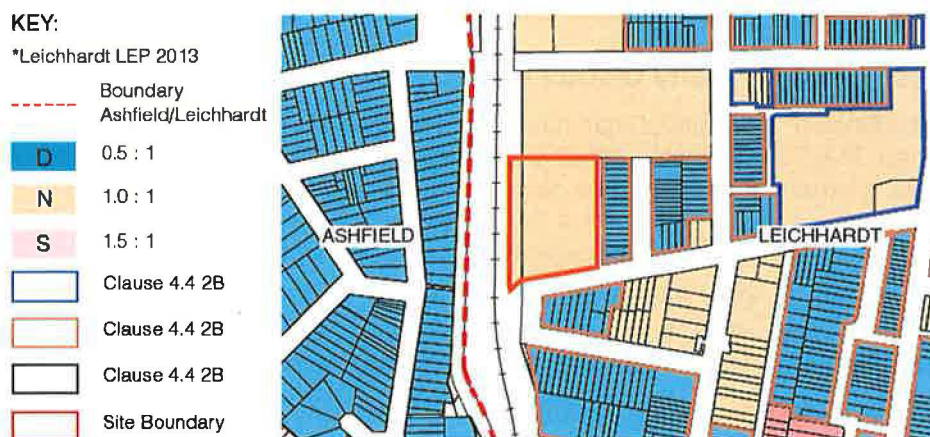 KEY:
*Leichhardt LEP 2013
Boundary
Ashfield/Leichhardt
D 0.5 : 1
N 1.0 : 1
S 1.5 : 1
Clause 4.4 2B
Clause 4.4 2B
Clause 4.4 2B
Site Boundary
ASHFIELD
LEICHHARDT